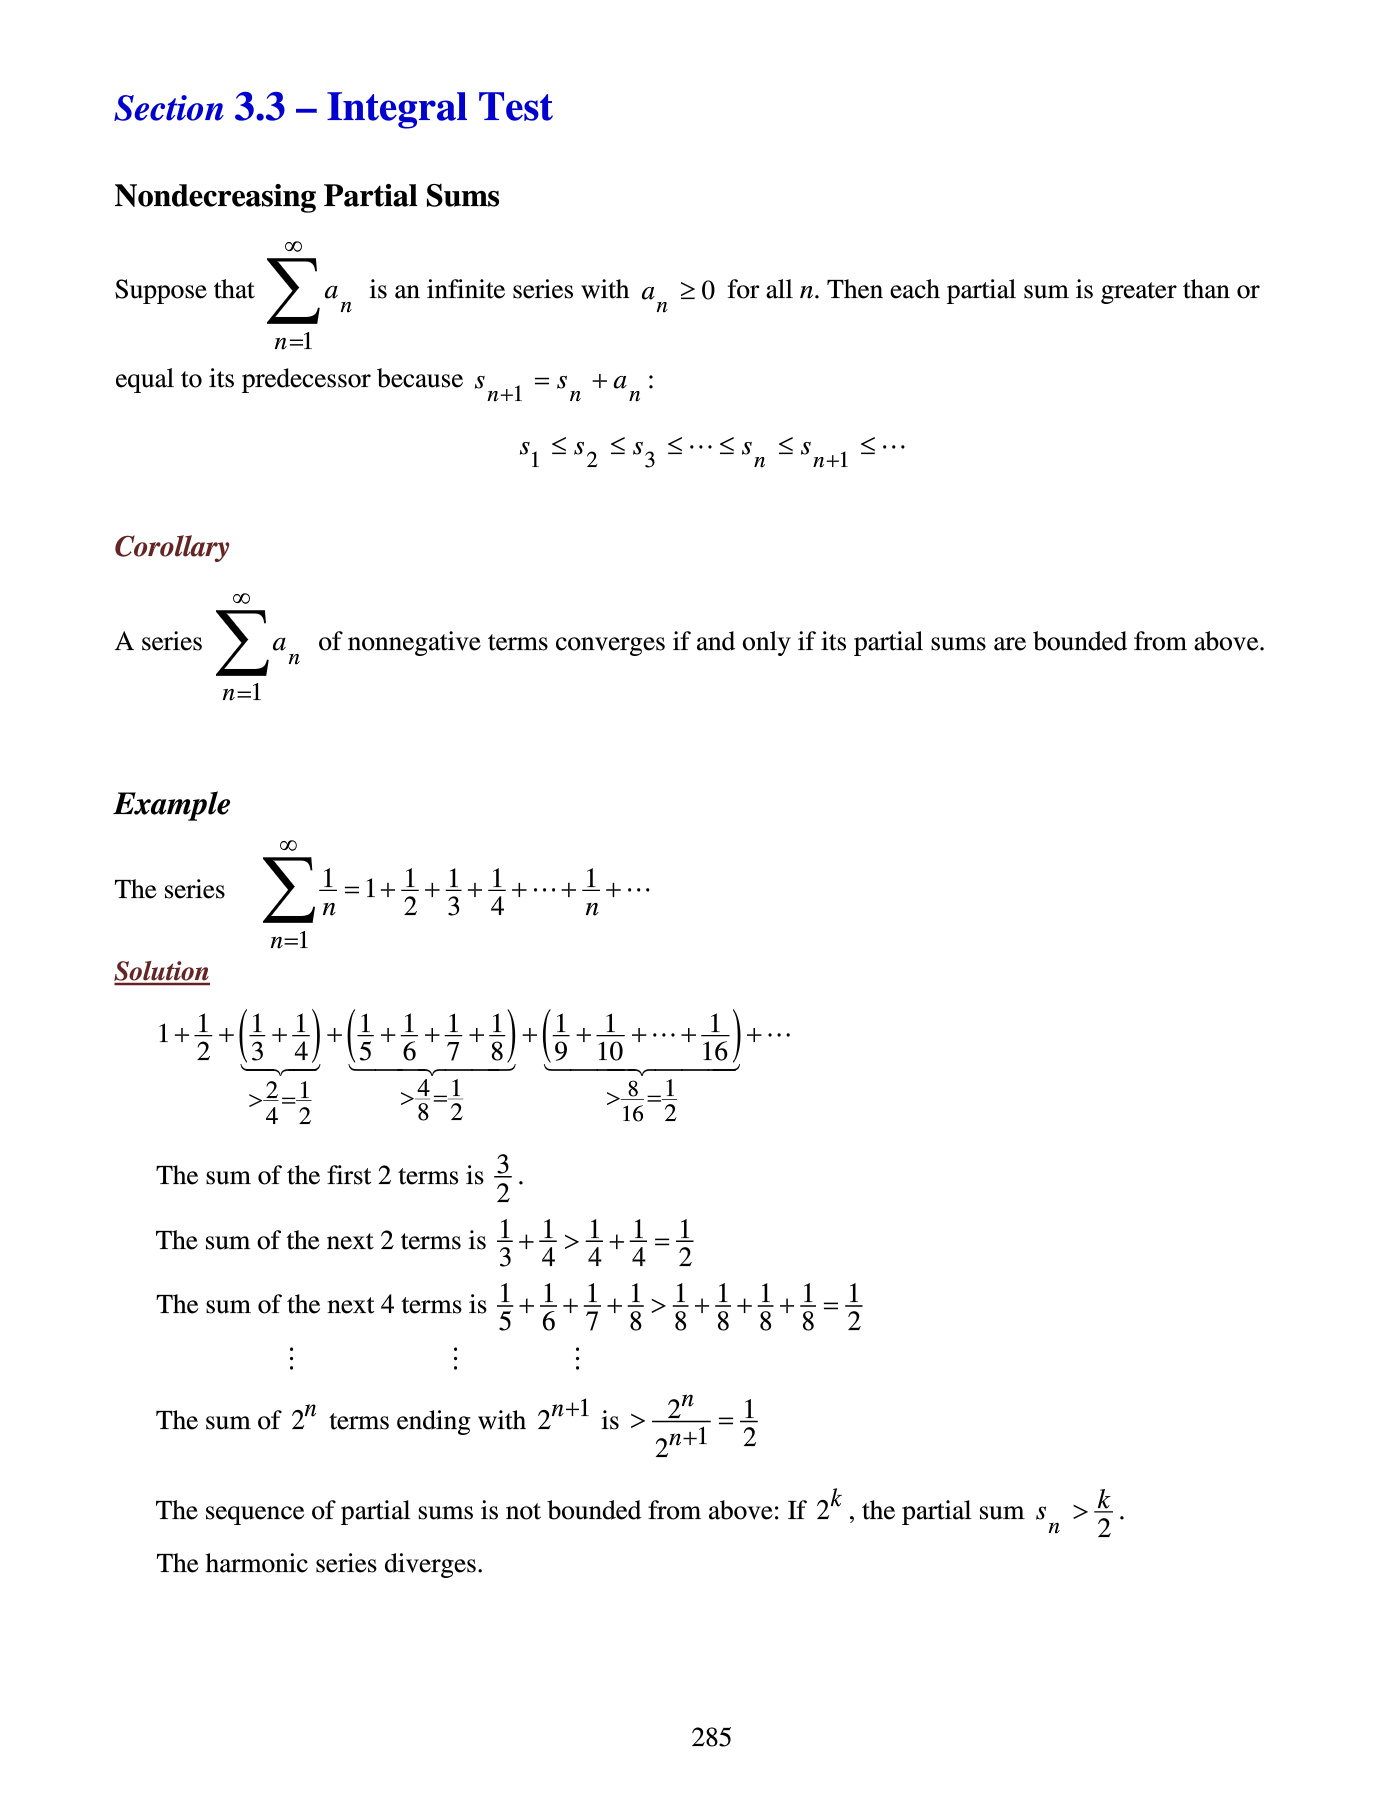 Section 3.3 – Integral Test
Nondecreasing Partial Sums
Suppose that $\sum_{n=1}^{\infty} a_n$ is an infinite series with $a_n \geq 0$ for all n. Then each partial sum is greater than or
equal to its predecessor because $s_{n+1} = s_n + a_n$:
$s_1 \leq s_2 \leq s_3 \leq \cdots \leq s_n \leq s_{n+1} \leq \cdots$
Corollary
A series $\sum_{n=1}^{\infty} a_n$ of nonnegative terms converges if and only if its partial sums are bounded from above.
Example
The series $\sum_{n=1}^{\infty} \frac{1}{n} = 1 + \frac{1}{2} + \frac{1}{3} + \frac{1}{4} + \cdots + \frac{1}{n} + \cdots$
Solution
$1 + \frac{1}{2} + \underbrace{\left(\frac{1}{3} + \frac{1}{4}\right)}_{> \frac{2}{4} = \frac{1}{2}} + \underbrace{\left(\frac{1}{5} + \frac{1}{6} + \frac{1}{7} + \frac{1}{8}\right)}_{> \frac{4}{8} = \frac{1}{2}} + \underbrace{\left(\frac{1}{9} + \frac{1}{10} + \cdots + \frac{1}{16}\right)}_{> \frac{8}{16} = \frac{1}{2}} + \cdots$
The sum of the first 2 terms is $\frac{3}{2}$.
The sum of the next 2 terms is $\frac{1}{3} + \frac{1}{4} > \frac{1}{4} + \frac{1}{4} = \frac{1}{2}$
The sum of the next 4 terms is $\frac{1}{5} + \frac{1}{6} + \frac{1}{7} + \frac{1}{8} > \frac{1}{8} + \frac{1}{8} + \frac{1}{8} + \frac{1}{8} = \frac{1}{2}$
⋮ ⋮ ⋮
The sum of $2^n$ terms ending with $2^{n+1}$ is $> \frac{2^n}{2^{n+1}} = \frac{1}{2}$
The sequence of partial sums is not bounded from above: If $2^k$, the partial sum $s_n > \frac{k}{2}$.
The harmonic series diverges.
285